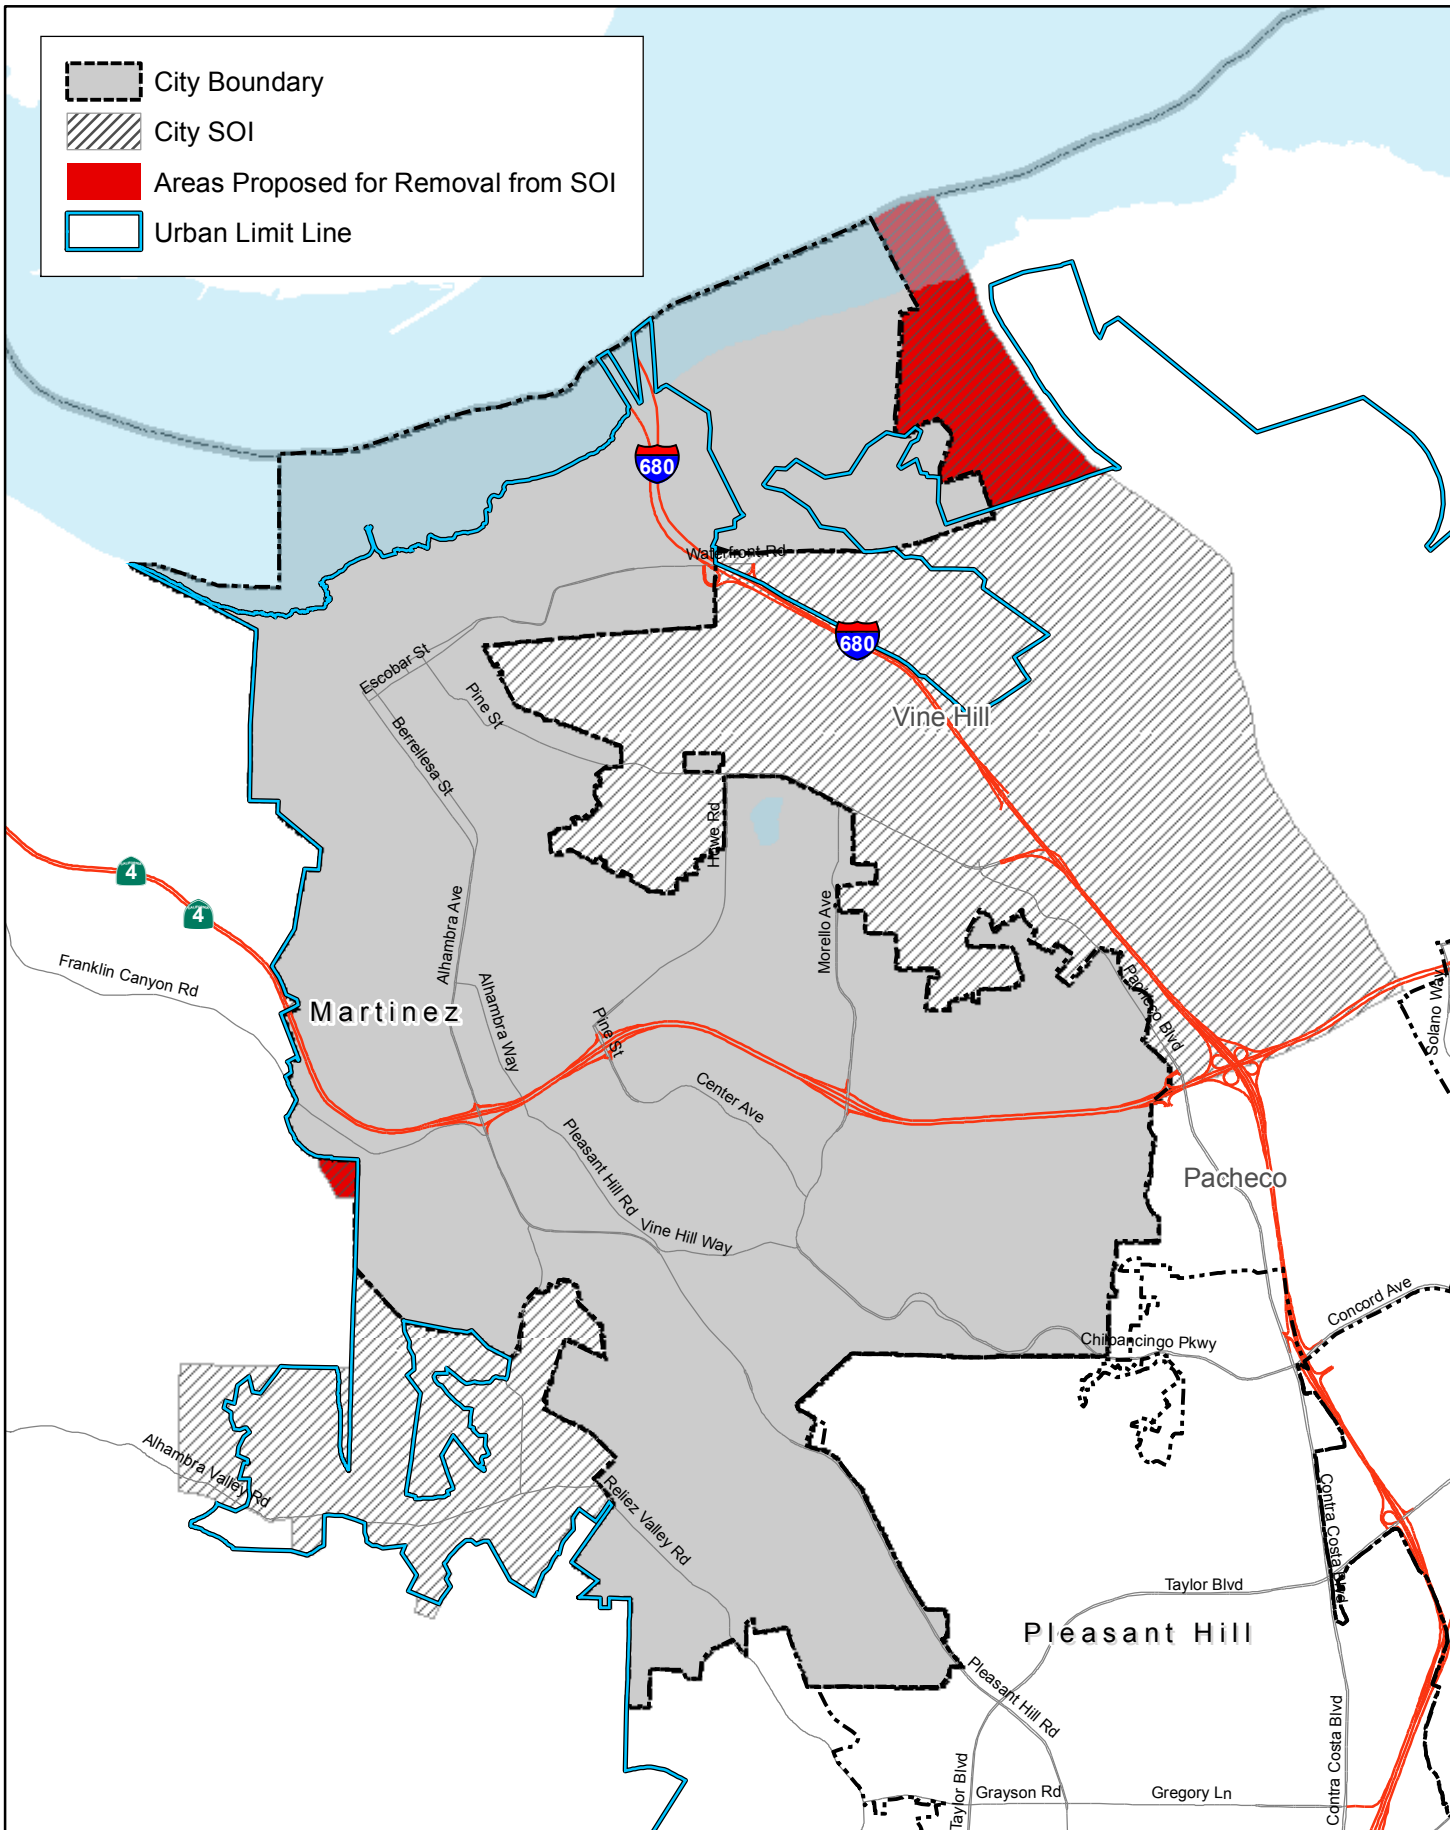 City Boundary
City SOI
Areas Proposed for Removal from SOI
Urban Limit Line
680
Waterfront Rd
680
Escobar St
Pine St
Vine Hill
Berrellesa St
Howe Rd
4
4
Alhambra Ave
Morello Ave
Franklin Canyon Rd
Alhambra Way
Martinez
Pine St
Pacheco Blvd
Solano Way
Center Ave
Pleasant Hill Rd
Pacheco
Vine Hill Way
Concord Ave
Chilpancingo Pkwy
Alhambra Valley Rd
Reliez Valley Rd
Contra Costa Blvd
Taylor Blvd
Pleasant Hill
Pleasant Hill Rd
Contra Costa Blvd
Taylor Blvd
Grayson Rd
Gregory Ln